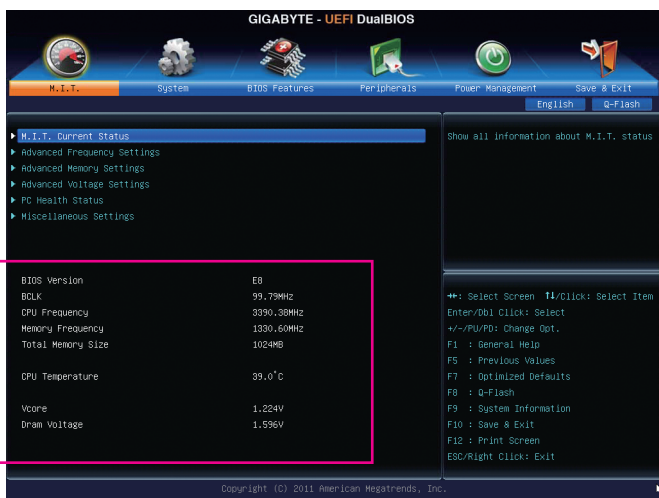 GIGABYTE - UEFI DualBIOS
M.I.T. System BIOS Features Peripherals Power Management Save & Exit
English Q-Flash
M.I.T. Current Status
Advanced Frequency Settings
Advanced Memory Settings
Advanced Voltage Settings
PC Health Status
Miscellaneous Settings
BIOS Version E8
BCLK 99.79MHz
CPU Frequency 3390.38MHz
Memory Frequency 1330.60MHz
Total Memory Size 1024MB
CPU Temperature 39.0°C
Vcore 1.224V
Dram Voltage 1.596V
Show all information about M.I.T. status
→←: Select Screen ↑↓/Click: Select Item
Enter/Dbl Click: Select
+/-/PU/PD: Change Opt.
F1 : General Help
F5 : Previous Values
F7 : Optimized Defaults
F8 : Q-Flash
F9 : System Information
F10 : Save & Exit
F12 : Print Screen
ESC/Right Click: Exit
Copyright (C) 2011 American Megatrends, Inc.